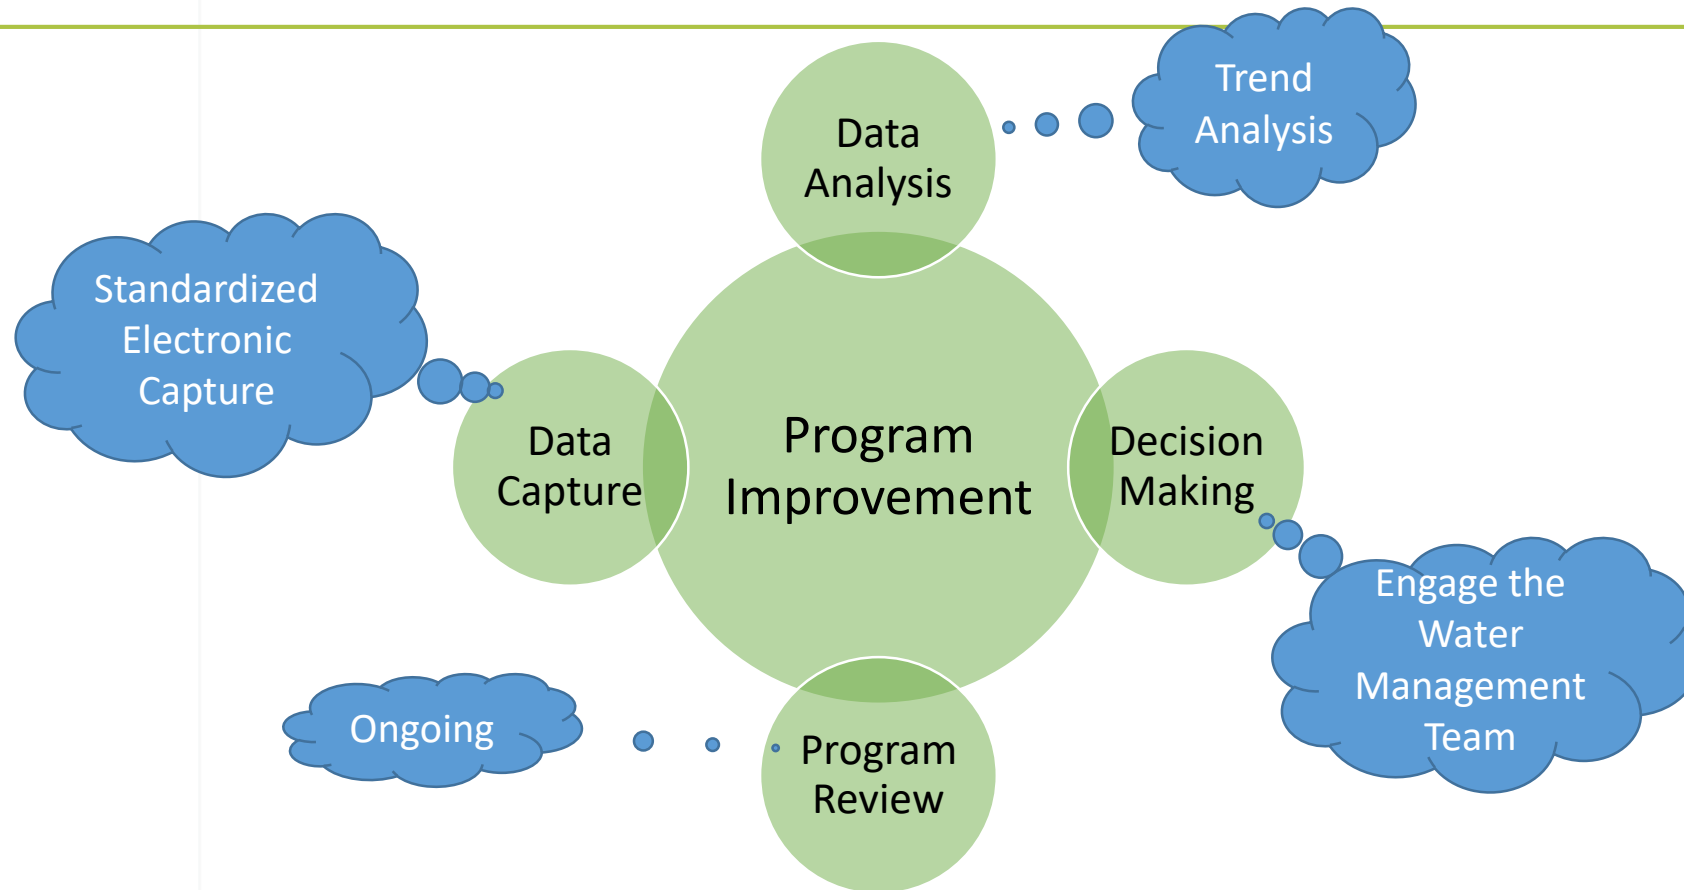 Trend
Analysis
Data
Analysis
Standardized
Electronic
Capture
Data
Capture
Program
Improvement
Decision
Making
Engage the
Water
Management
Team
Ongoing
Program
Review